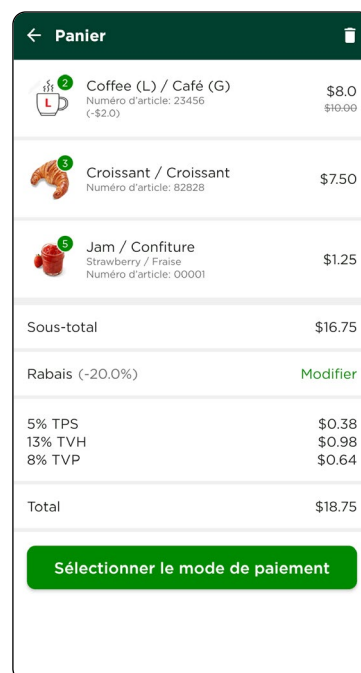 Panier
2
Coffee (L) / Café (G)
$8.0
Numéro d'article: 23456
$10.00
(-$2.0)
L
3
Croissant / Croissant
$7.50
Numéro d'article: 82828
5
Jam / Confiture
Strawberry / Fraise
$1.25
Numéro d'article: 00001
Sous-total $16.75
Rabais (-20.0%) Modifier
5% TPS $0.38
13% TVH $0.98
8% TVP $0.64
Total $18.75
Sélectionner le mode de paiement